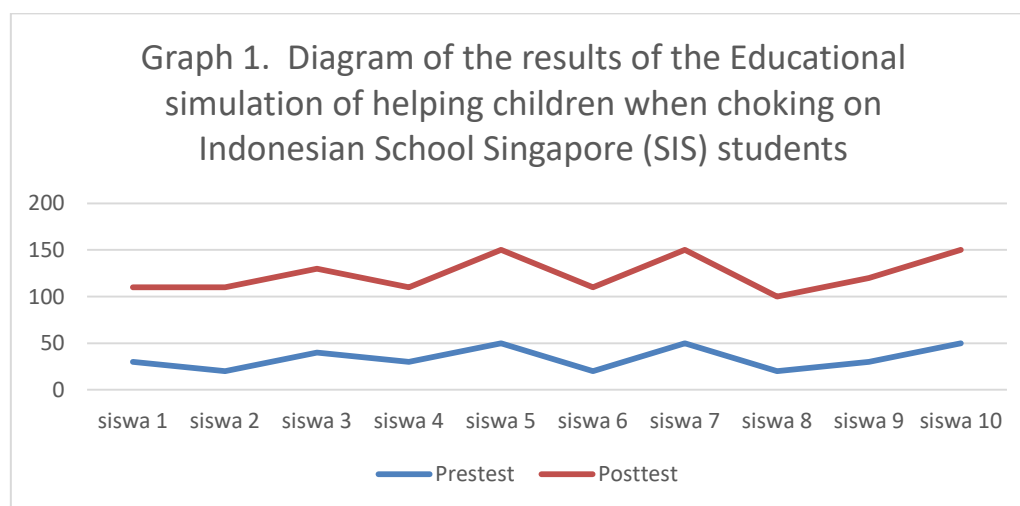 Graph 1.  Diagram of the results of the Educational
simulation of helping children when choking on
Indonesian School Singapore (SIS) students
200
150
100
50
0
siswa 1 siswa 2 siswa 3 siswa 4 siswa 5 siswa 6 siswa 7 siswa 8 siswa 9 siswa 10
Prestest Posttest